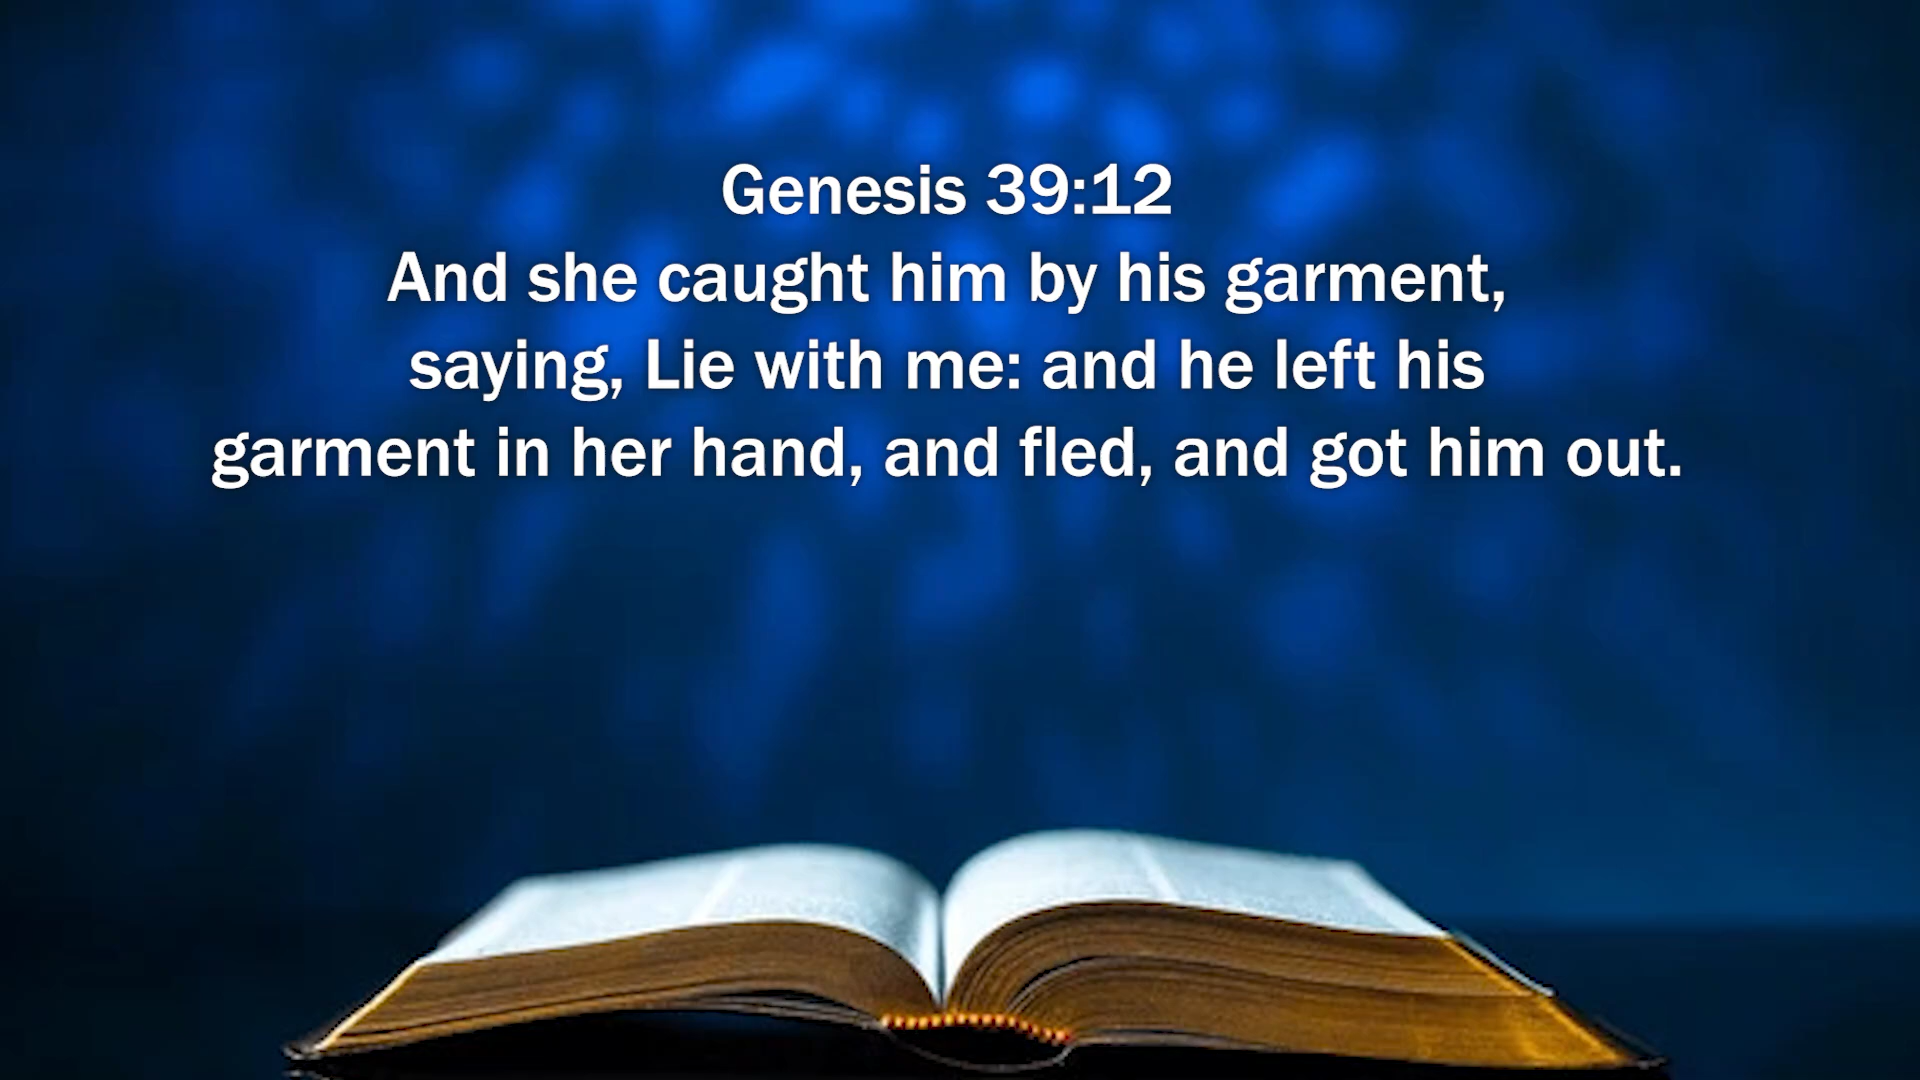 Genesis 39:12
And she caught him by his garment,
saying, Lie with me: and he left his
garment in her hand, and fled, and got him out.